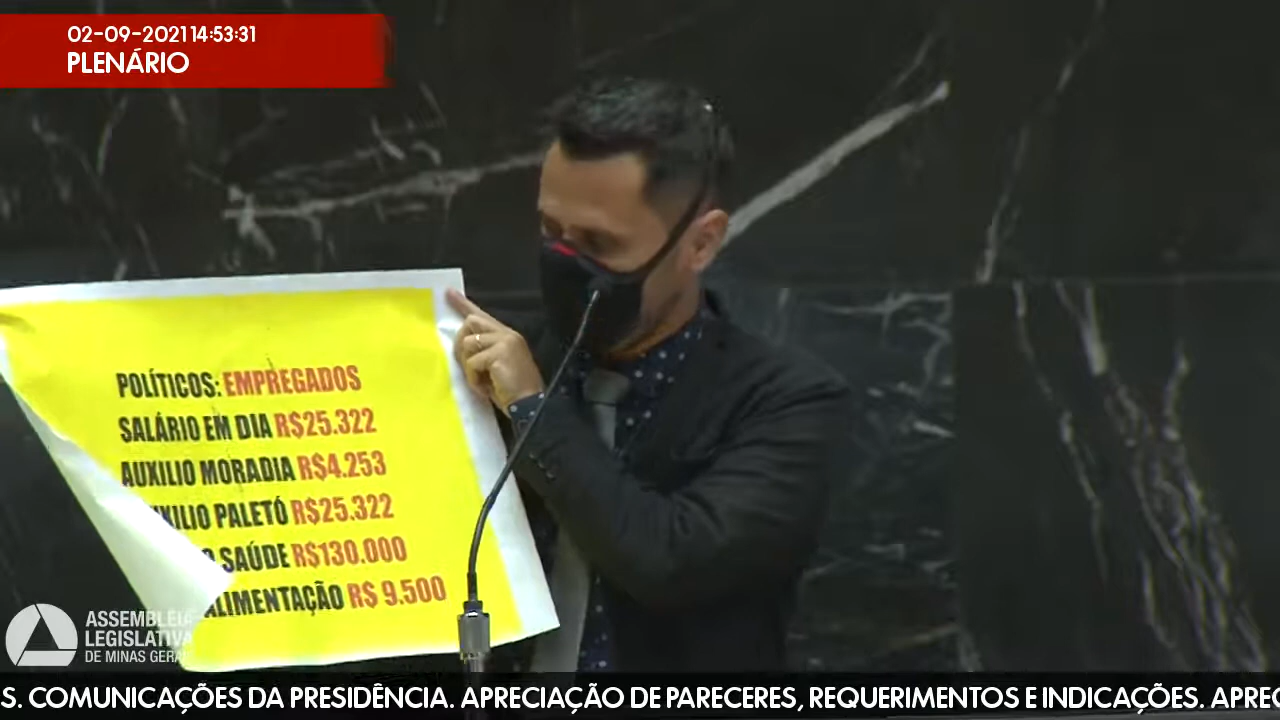 02-09-2021 14:53:31
PLENÁRIO
POLÍTICOS: EMPREGADOS
SALÁRIO EM DIA R$25.322
AUXILIO MORADIA R$4.253
PALETÓ R$25.322
SAÚDE R$130.000
ALIMENTAÇÃO R$ 9.500
ASSEMBLEIA
LEGISLATIVA
DE MINAS GERAIS
S. COMUNICAÇÕES DA PRESIDÊNCIA. APRECIAÇÃO DE PARECERES, REQUERIMENTOS E INDICAÇÕES.